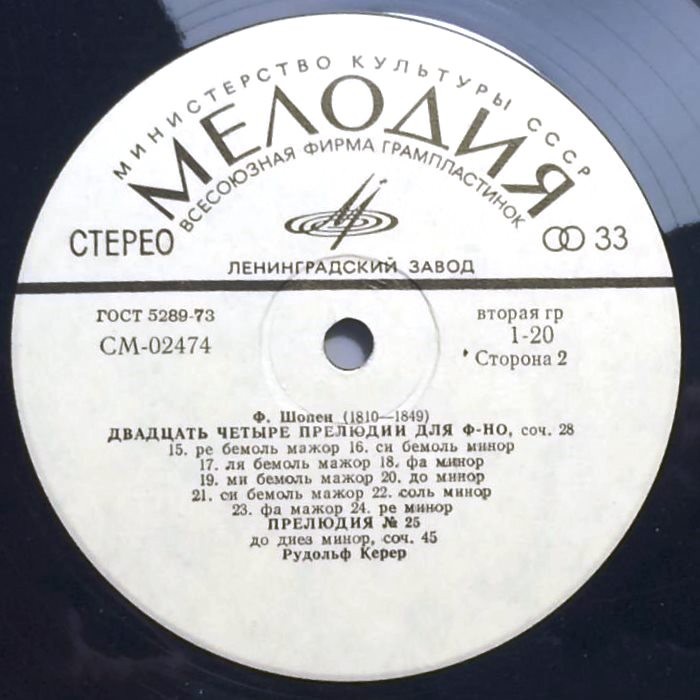 МИНИСТЕРСТВО КУЛЬТУРЫ СССР
МЕЛОДИЯ
ВСЕСОЮЗНАЯ ФИРМА ГРАМПЛАСТИНОК
СТЕРЕО
33
ЛЕНИНГРАДСКИЙ ЗАВОД
ГОСТ 5289-73
СМ-02474
вторая гр
1-20
Сторона 2
Ф. Шопен (1810—1849)
ДВАДЦАТЬ ЧЕТЫРЕ ПРЕЛЮДИИ ДЛЯ Ф-НО, соч. 28
15. ре бемоль мажор 16. си бемоль минор
17. ля бемоль мажор 18. фа минор
19. ми бемоль мажор 20. до минор
21. си бемоль мажор 22. соль минор
23. фа мажор 24. ре минор
ПРЕЛЮДИЯ № 25
до диез минор, соч. 45
Рудольф Керер